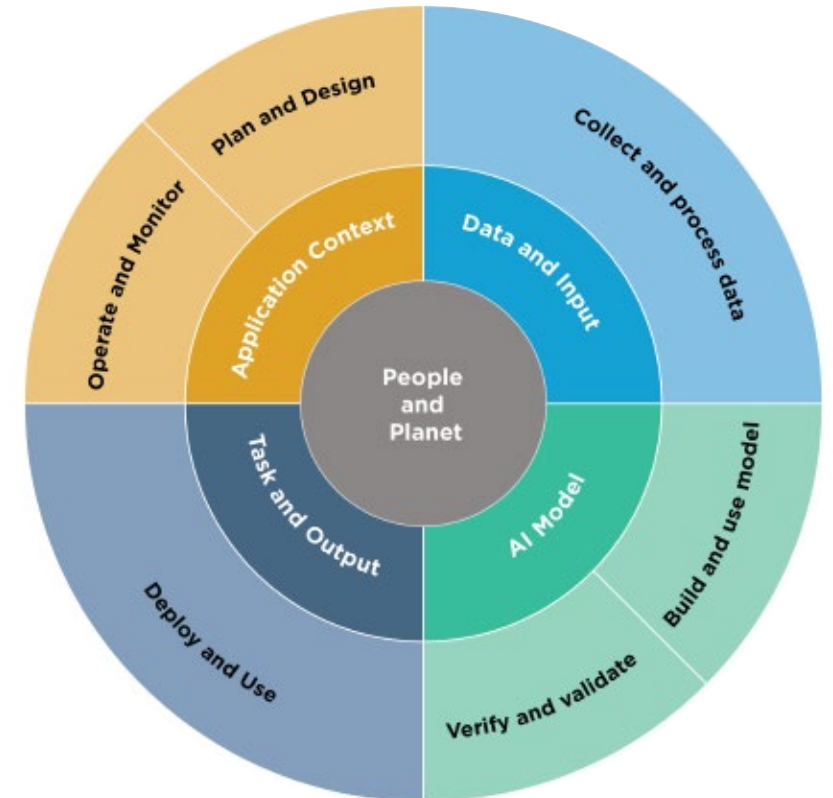 Plan and Design
Collect and process data
Operate and Monitor
Application Context
Data and Input
People
and
Planet
Task and Output
AI Model
Build and use model
Deploy and Use
Verify and validate